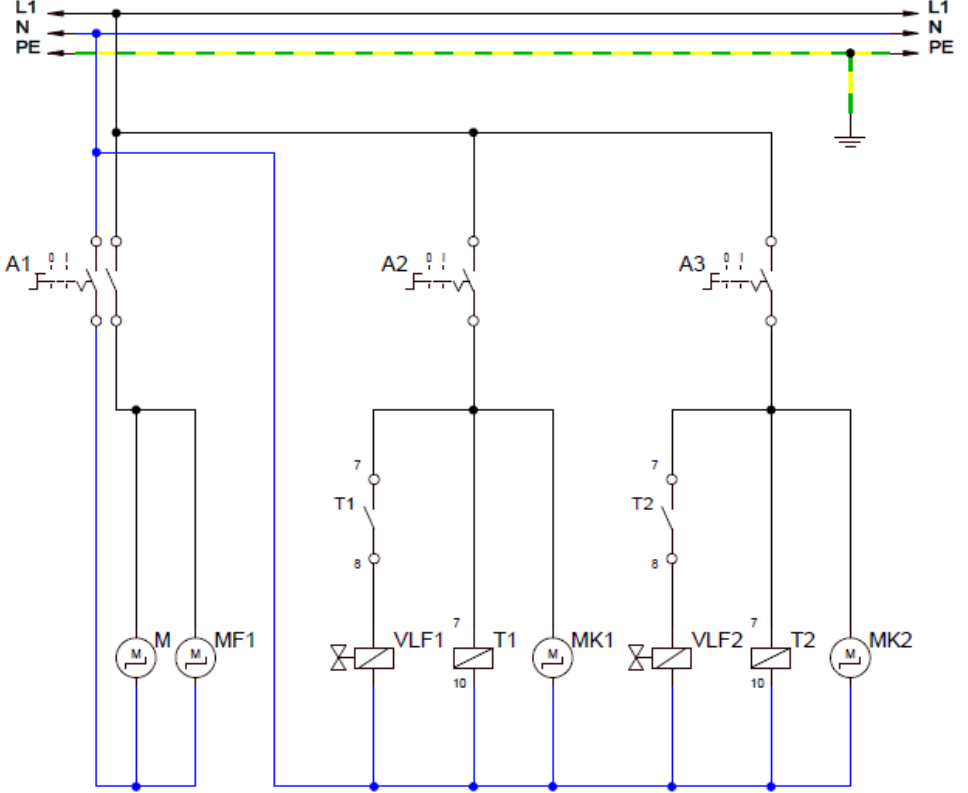 L1 L1
N N
PE PE
A1 0 I
A2 0 I
A3 0 I
7 7
T1 T2
8 8
7 7
M MF1 VLF1 T1 MK1 VLF2 T2 MK2
M M M M
10 10